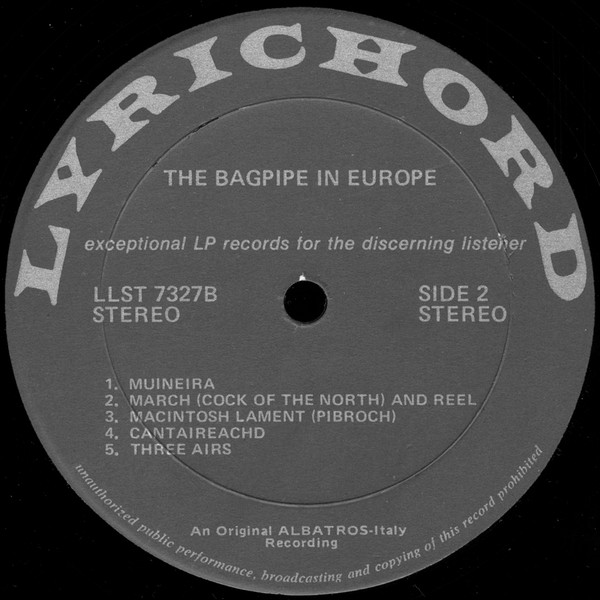 LYRICHORD
THE BAGPIPE IN EUROPE
exceptional LP records for the discerning listener
LLST 7327B
STEREO
SIDE 2
STEREO
1. MUINEIRA
2. MARCH (COCK OF THE NORTH) AND REEL
3. MACINTOSH LAMENT (PIBROCH)
4. CANTAIREACHD
5. THREE AIRS
An Original ALBATROS-Italy
Recording
unauthorized public performance, broadcasting and copying of this record prohibited